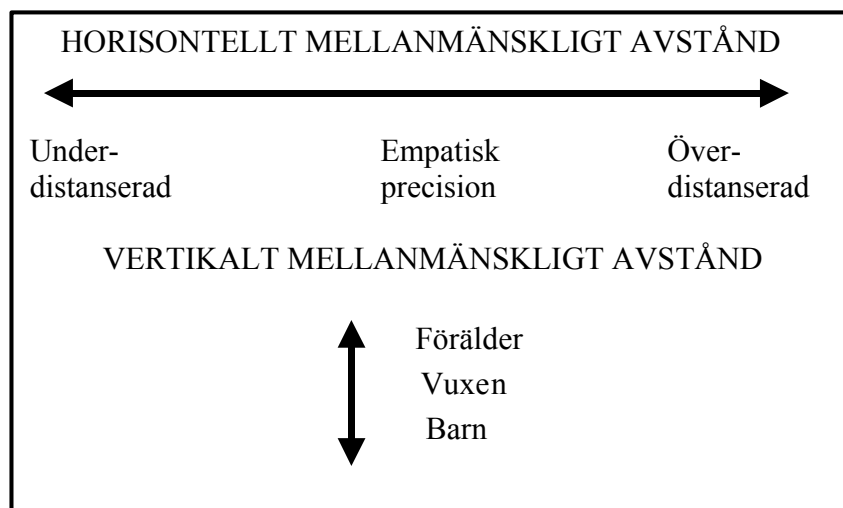 HORISONTELLT MELLANMÄNSKLIGT AVSTÅND
Under- Empatisk Över-
distanserad precision distanserad
VERTIKALT MELLANMÄNSKLIGT AVSTÅND
Förälder
Vuxen
Barn